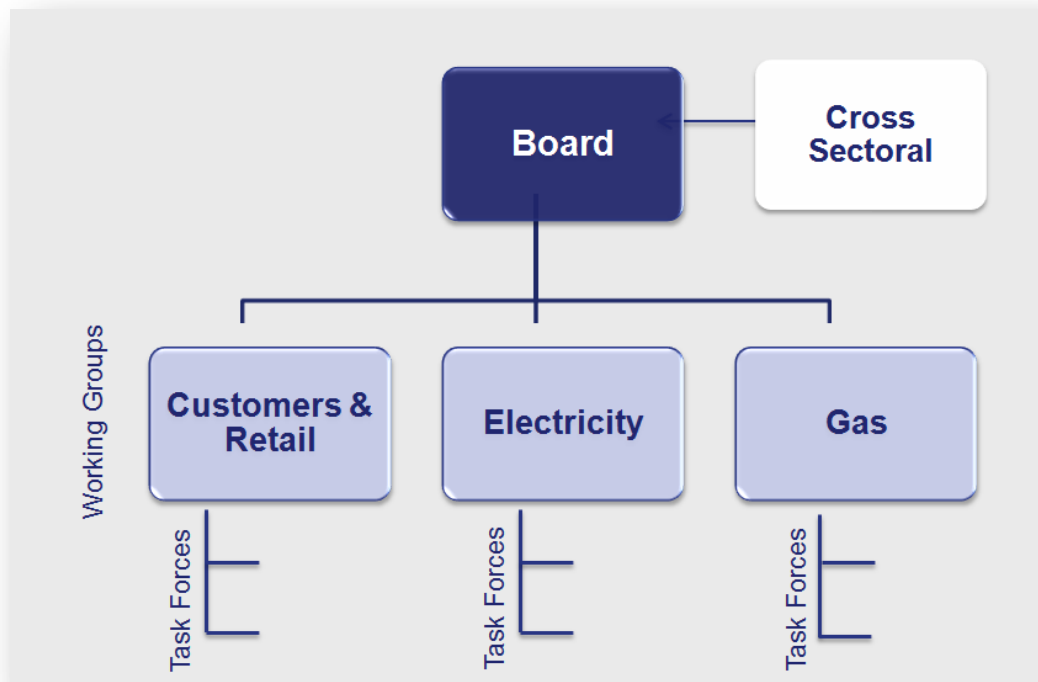 Board
Cross
Sectoral
Working Groups
Customers &
Retail
Electricity
Gas
Task Forces
Task Forces
Task Forces